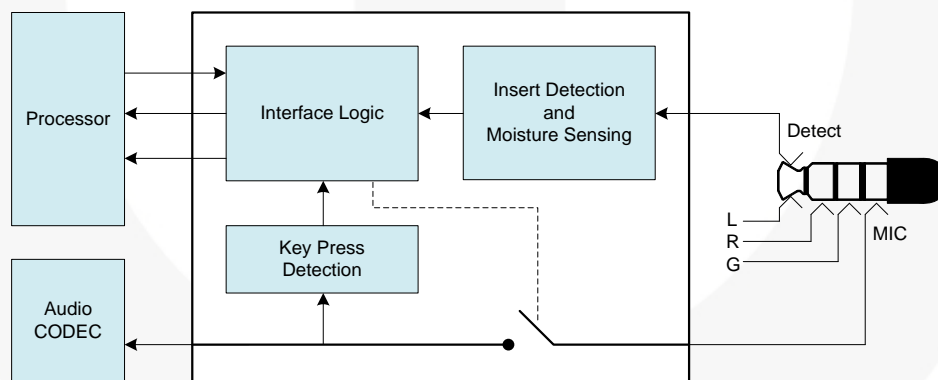 Processor
Interface Logic
Insert Detection
and
Moisture Sensing
Detect
L
R
G
MIC
Key Press
Detection
Audio
CODEC